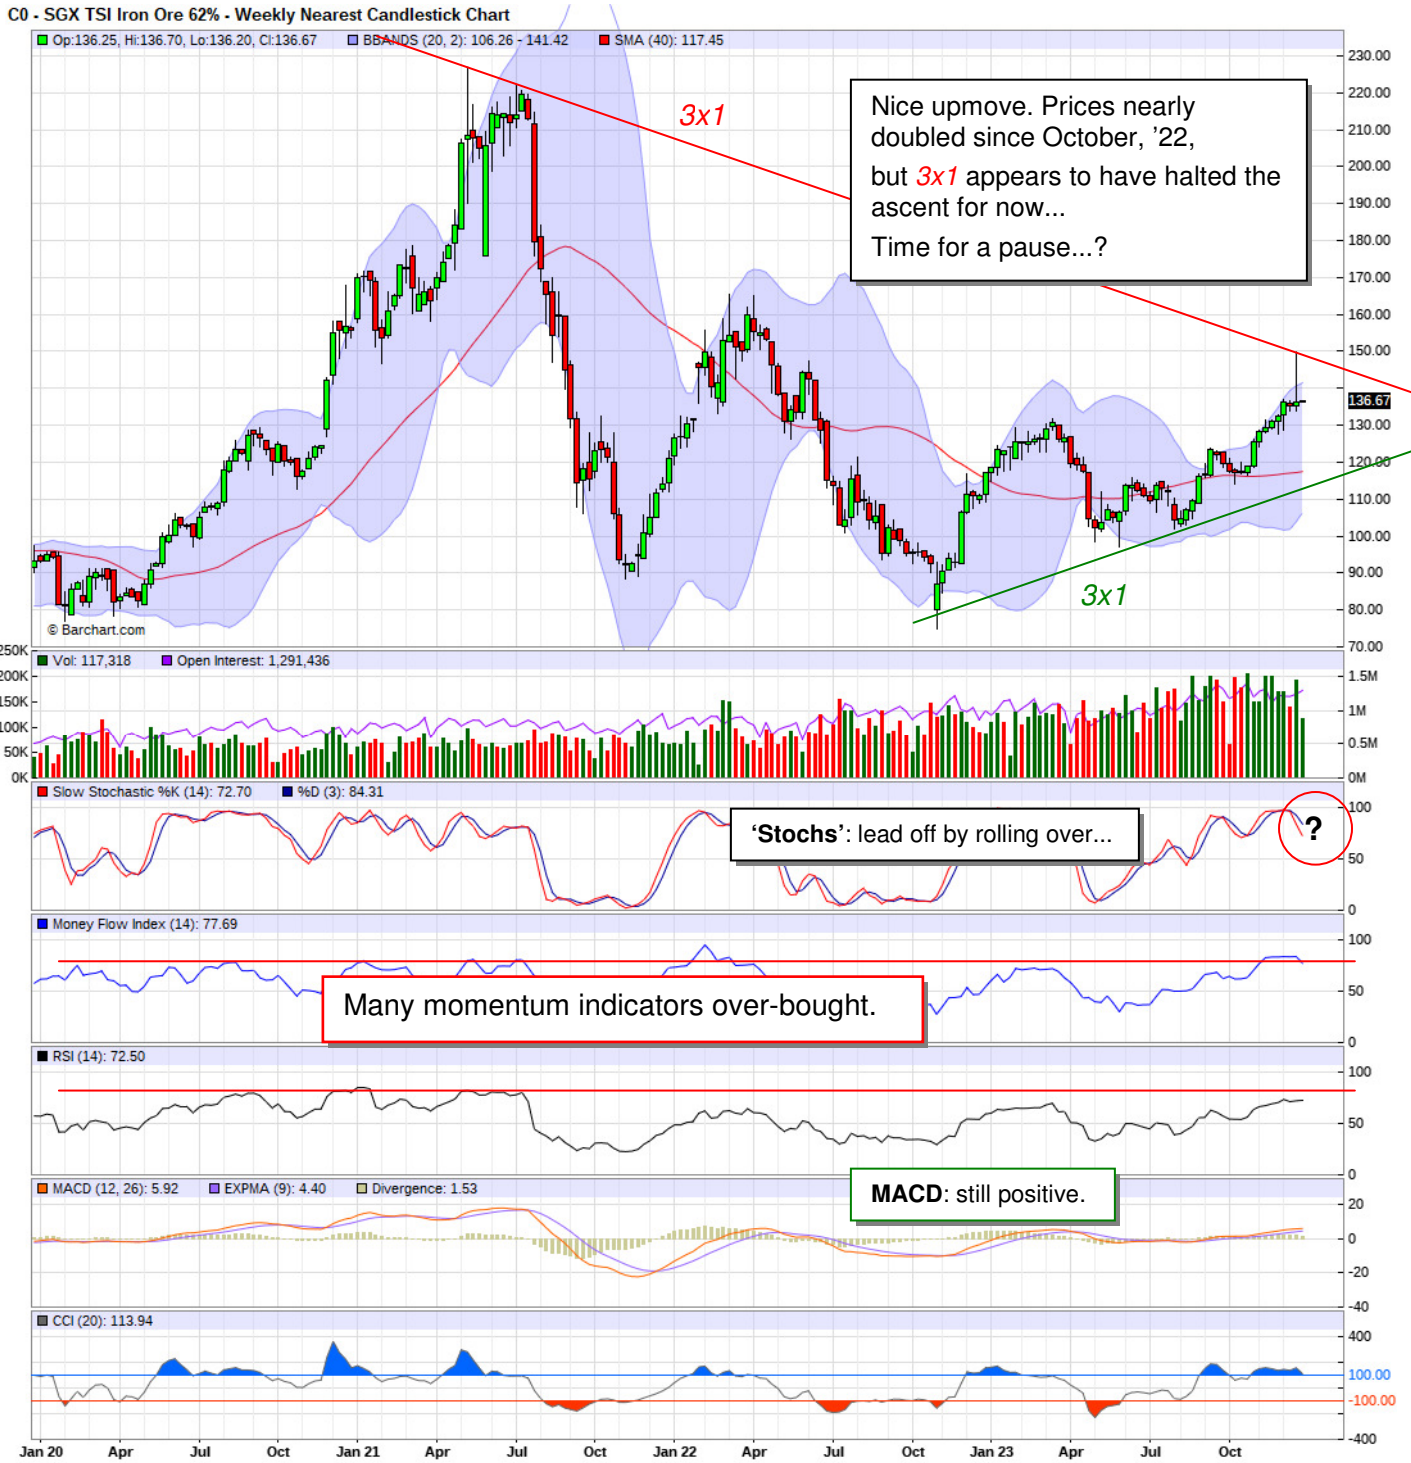 C0 - SGX TSI Iron Ore 62% - Weekly Nearest Candlestick Chart
Op:136.25, Hi:136.70, Lo:136.20, Cl:136.67 BBANDS (20, 2): 106.26 - 141.42 SMA (40): 117.45
230.00
220.00
210.00
200.00
190.00
180.00
170.00
160.00
150.00
136.67
130.00
120.00
110.00
100.00
90.00
80.00
70.00
3x1
Nice upmove. Prices nearly
doubled since October, ’22,
but 3x1 appears to have halted the
ascent for now...
Time for a pause...?
3x1
© Barchart.com
Vol: 117,318 Open Interest: 1,291,436
250K
200K
150K
100K
50K
0K
1.5M
1M
0.5M
0M
Slow Stochastic %K (14): 72.70 %D (3): 84.31
‘Stochs’: lead off by rolling over...
?
100
50
0
Money Flow Index (14): 77.69
Many momentum indicators over-bought.
100
50
0
RSI (14): 72.50
100
50
0
MACD (12, 26): 5.92 EXPMA (9): 4.40 Divergence: 1.53
MACD: still positive.
20
0
-20
-40
CCI (20): 113.94
400
100.00
-100.00
-400
Jan 20 Apr Jul Oct Jan 21 Apr Jul Oct Jan 22 Apr Jul Oct Jan 23 Apr Jul Oct